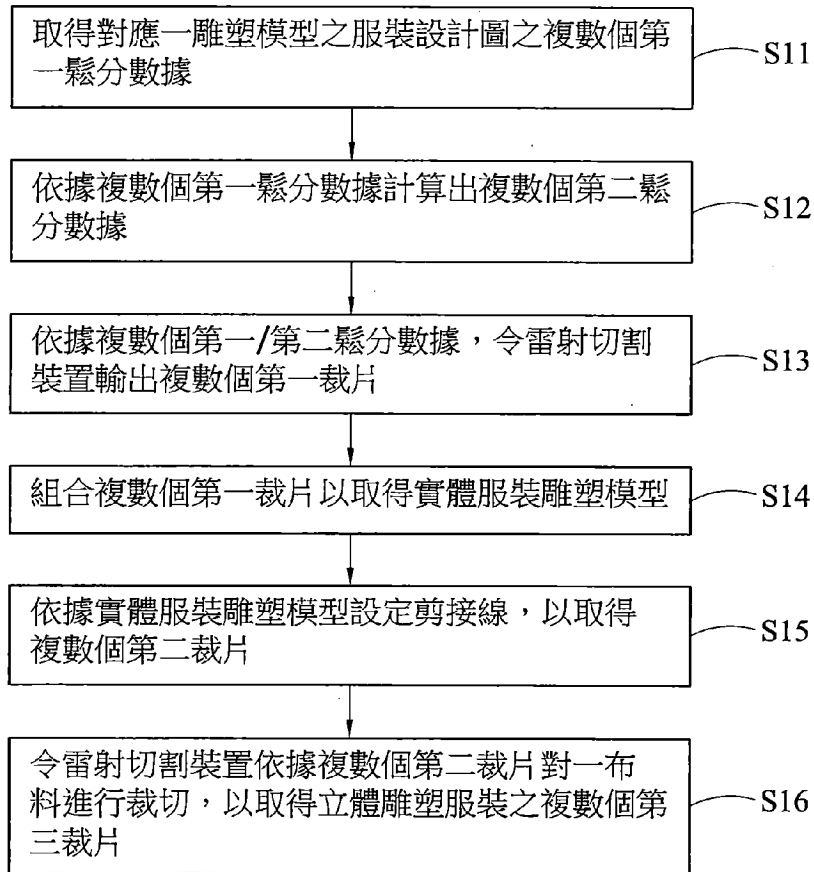 取得對應一雕塑模型之服裝設計圖之複數個第
一鬆分數據
S11
依據複數個第一鬆分數據計算出複數個第二鬆
分數據
S12
依據複數個第一/第二鬆分數據，令雷射切割
裝置輸出複數個第一裁片
S13
組合複數個第一裁片以取得實體服裝雕塑模型
S14
依據實體服裝雕塑模型設定剪接線，以取得
複數個第二裁片
S15
令雷射切割裝置依據複數個第二裁片對一布
料進行裁切，以取得立體雕塑服裝之複數個第
三裁片
S16